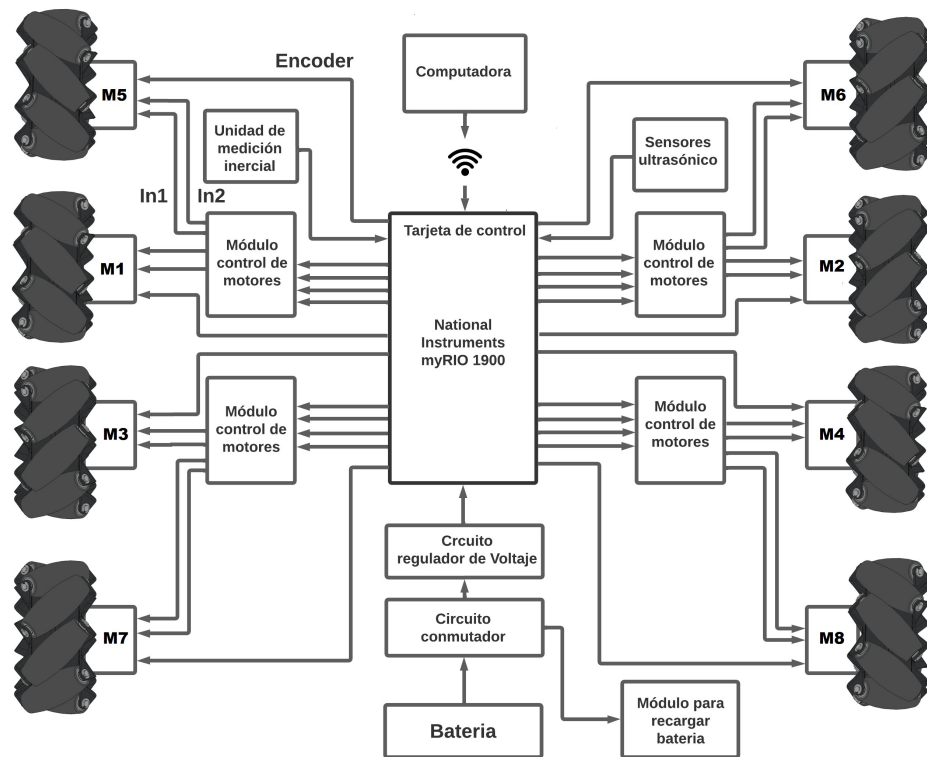 Encoder
Computadora
M5
M6
Unidad de
medición
inercial
Sensores
ultrasónico
In1
In2
Tarjeta de control
Módulo
control de
motores
Módulo
control de
motores
M1
M2
National
Instruments
myRIO 1900
Módulo
control de
motores
Módulo
control de
motores
M3
M4
Crcuito
regulador de Voltaje
Circuito
conmutador
M7
M8
Bateria
Módulo para
recargar
bateria